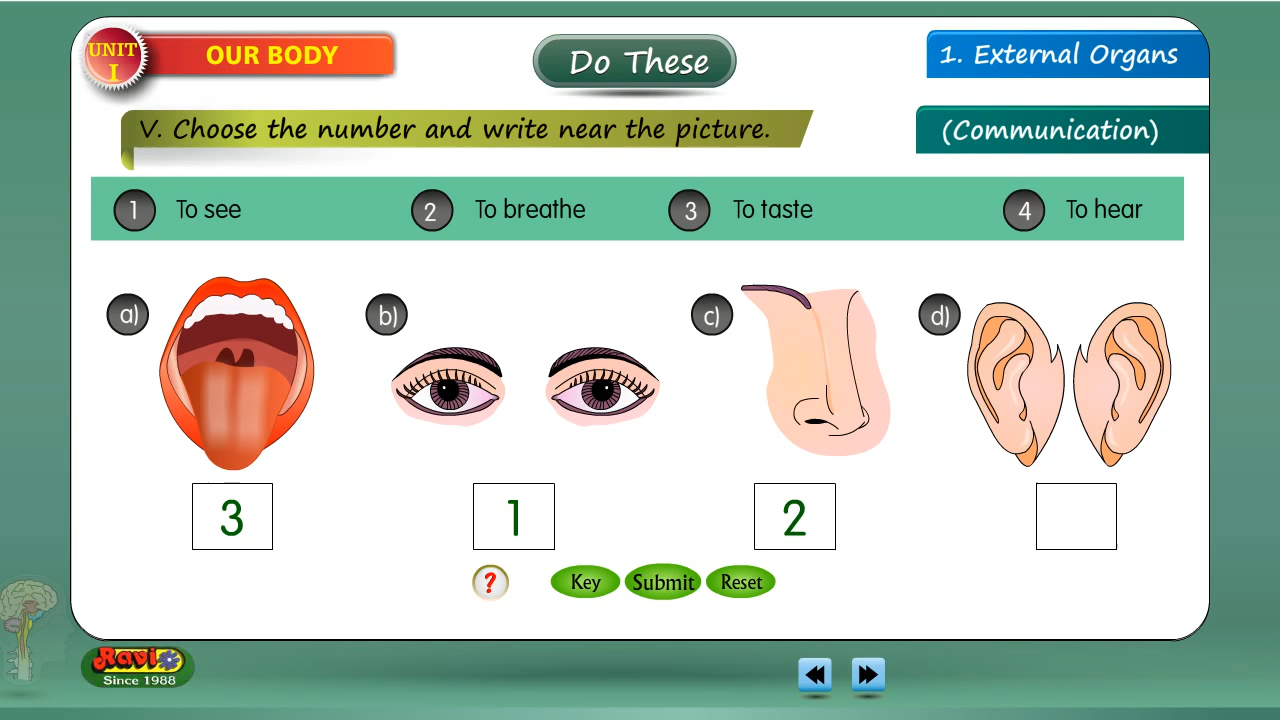 UNIT
I
OUR BODY
Do These
1. External Organs
V. Choose the number and write near the picture.
(Communication)
1 To see 2 To breathe 3 To taste 4 To hear
a) b) c) d)
3 1 2
? Key Submit Reset
Ravi
Since 1988